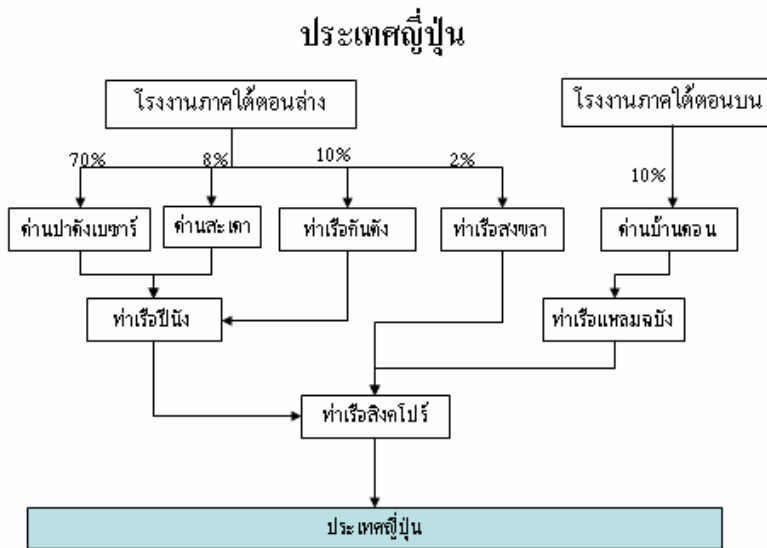 ประเทศญี่ปุ่น
โรงงานภาคใต้ตอนล่าง
โรงงานภาคใต้ตอนบน
70%
8%
10%
2%
10%
ด่านปาดังเบซาร์
ด่านสะเดา
ท่าเรือกันตัง
ท่าเรือสงขลา
ด่านบ้านดอน
ท่าเรือปีนัง
ท่าเรือแหลมฉบัง
ท่าเรือสิงคโปร์
ประเทศญี่ปุ่น